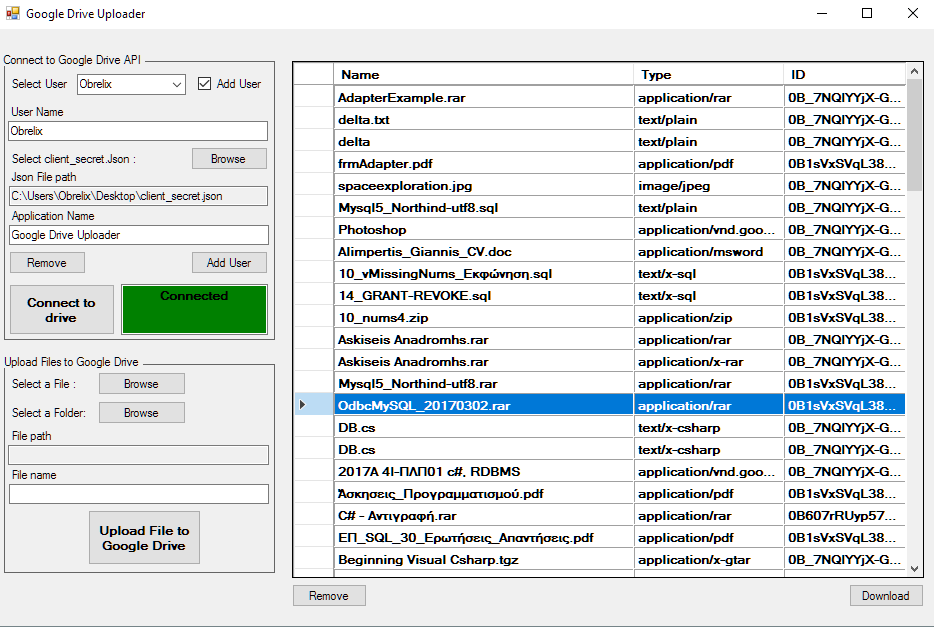 Google Drive Uploader
Connect to Google Drive API
Select User Obrelix Add User
User Name
Obrelix
Select client_secret.Json : Browse
Json File path
C:\Users\Obrelix\Desktop\client_secret.json
Application Name
Google Drive Uploader
Remove Add User
Connect to
drive
Connected
Upload Files to Google Drive
Select a File : Browse
Select a Folder: Browse
File path
File name
Upload File to
Google Drive
Name Type ID
AdapterExample.rar application/rar 0B_7NQIYYjX-G...
delta.txt text/plain 0B_7NQIYYjX-G...
delta text/plain 0B_7NQIYYjX-G...
frmAdapter.pdf application/pdf 0B1sVxSVqL38...
spaceexploration.jpg image/jpeg 0B_7NQIYYjX-G...
Mysql5_Northind-utf8.sql text/plain 0B_7NQIYYjX-G...
Photoshop application/vnd.goo... 0B_7NQIYYjX-G...
Alimpertis_Giannis_CV.doc application/msword 0B_7NQIYYjX-G...
10_νMissingNums_Εκφώνηση.sql text/x-sql 0B1sVxSVqL38...
14_GRANT-REVOKE.sql text/x-sql 0B1sVxSVqL38...
10_nums4.zip application/zip 0B1sVxSVqL38...
Askiseis Anadromhs.rar application/rar 0B_7NQIYYjX-G...
Askiseis Anadromhs.rar application/x-rar 0B_7NQIYYjX-G...
Mysql5_Northind-utf8.rar application/rar 0B_7NQIYYjX-G...
OdbcMySQL_20170302.rar application/rar 0B1sVxSVqL38...
DB.cs text/x-csharp 0B_7NQIYYjX-G...
DB.cs text/x-csharp 0B_7NQIYYjX-G...
2017A 4Ι-ΠΛΠ01 c#, RDBMS application/vnd.goo... 0B_7NQIYYjX-G...
Άσκησεις_Προγραμματισμού.pdf application/pdf 0B1sVxSVqL38...
C# - Αντιγραφή.rar application/rar 0B607rRUyp57...
ΕΠ_SQL_30_Ερωτήσεις_Απαντήσεις.pdf application/pdf 0B1sVxSVqL38...
Beginning Visual Csharp.tgz application/x-gtar 0B_7NQIYYjX-G...
Remove Download